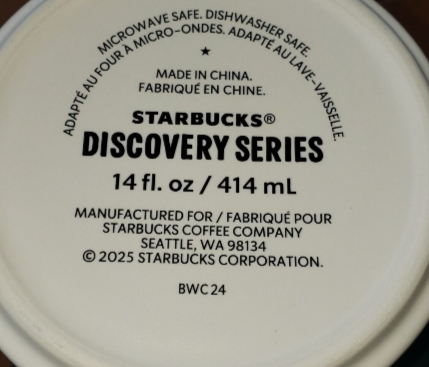 MICROWAVE SAFE. DISHWASHER SAFE.
ADAPTÉ AU FOUR À MICRO-ONDES. ADAPTÉ AU LAVE-VAISSELLE.
★
MADE IN CHINA.
FABRIQUÉ EN CHINE.
STARBUCKS®
DISCOVERY SERIES
14 fl. oz / 414 mL
MANUFACTURED FOR / FABRIQUÉ POUR
STARBUCKS COFFEE COMPANY
SEATTLE, WA 98134
© 2025 STARBUCKS CORPORATION.
BWC 24